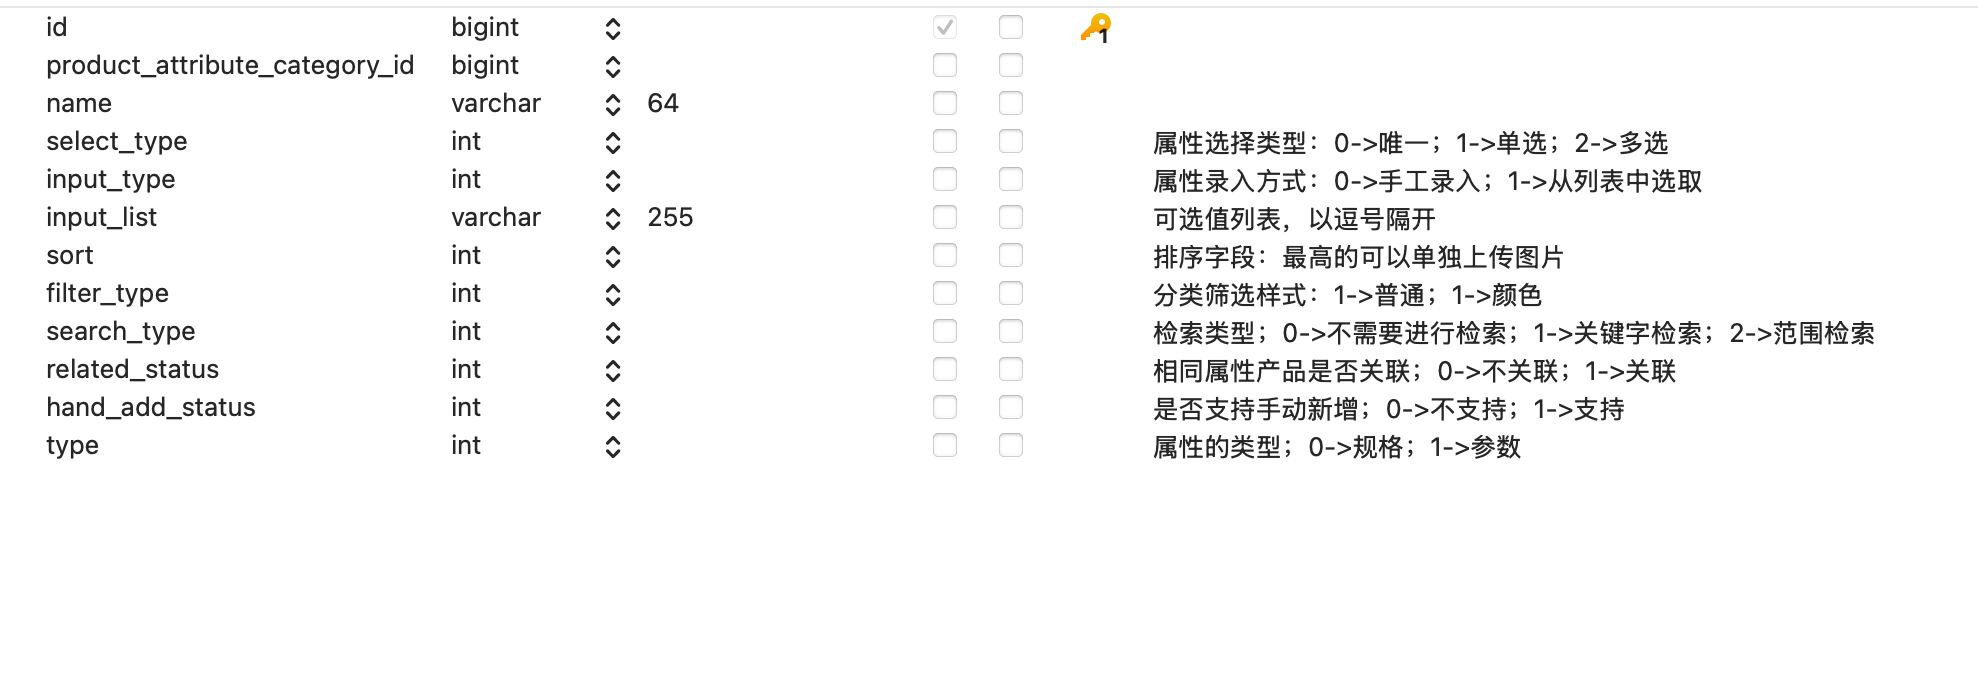 id bigint 1
product_attribute_category_id bigint
name varchar 64
select_type int 属性选择类型：0->唯一；1->单选；2->多选
input_type int 属性录入方式：0->手工录入；1->从列表中选取
input_list varchar 255 可选值列表，以逗号隔开
sort int 排序字段：最高的可以单独上传图片
filter_type int 分类筛选样式：1->普通；1->颜色
search_type int 检索类型；0->不需要进行检索；1->关键字检索；2->范围检索
related_status int 相同属性产品是否关联；0->不关联；1->关联
hand_add_status int 是否支持手动新增；0->不支持；1->支持
type int 属性的类型；0->规格；1->参数